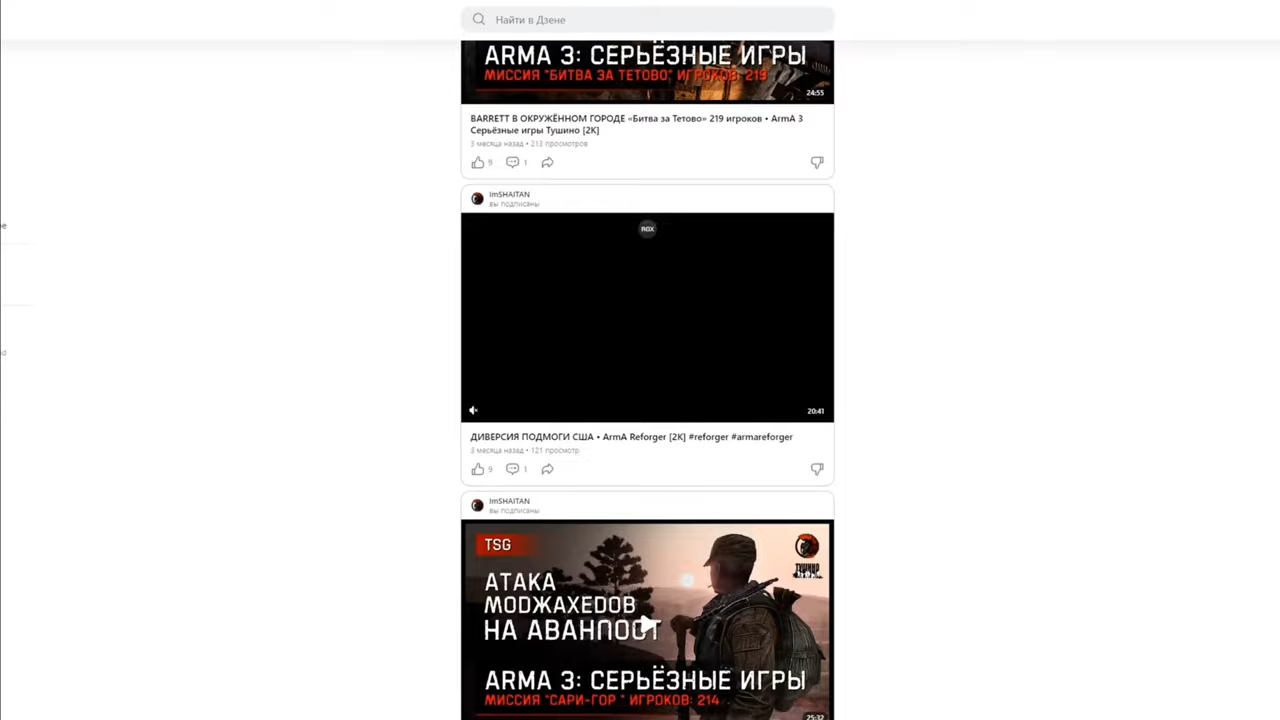 Найти в Дзене
ARMA 3: СЕРЬЁЗНЫЕ ИГРЫ
МИССИЯ "БИТВА ЗА ТЕТОВО" ИГРОКОВ: 219
24:55
BARRETT В ОКРУЖЁННОМ ГОРОДЕ «Битва за Тетово» 219 игроков • ArmA 3
Серьёзные игры Тушино [2K]
3 месяца назад • 213 просмотров
9 1
ImSHAITAN
вы подписаны
RGX
20:41
ДИВЕРСИЯ ПОДМОГИ США • ArmA Reforger [2K] #reforger #armareforger
3 месяца назад • 121 просмотр
9 1
ImSHAITAN
вы подписаны
TSG
ТУШИНО
АТАКА
МОДЖАХЕДОВ
НА АВАНПОСТ
ARMA 3: СЕРЬЁЗНЫЕ ИГРЫ
МИССИЯ "САРИ-ГОР " ИГРОКОВ: 214
25:32